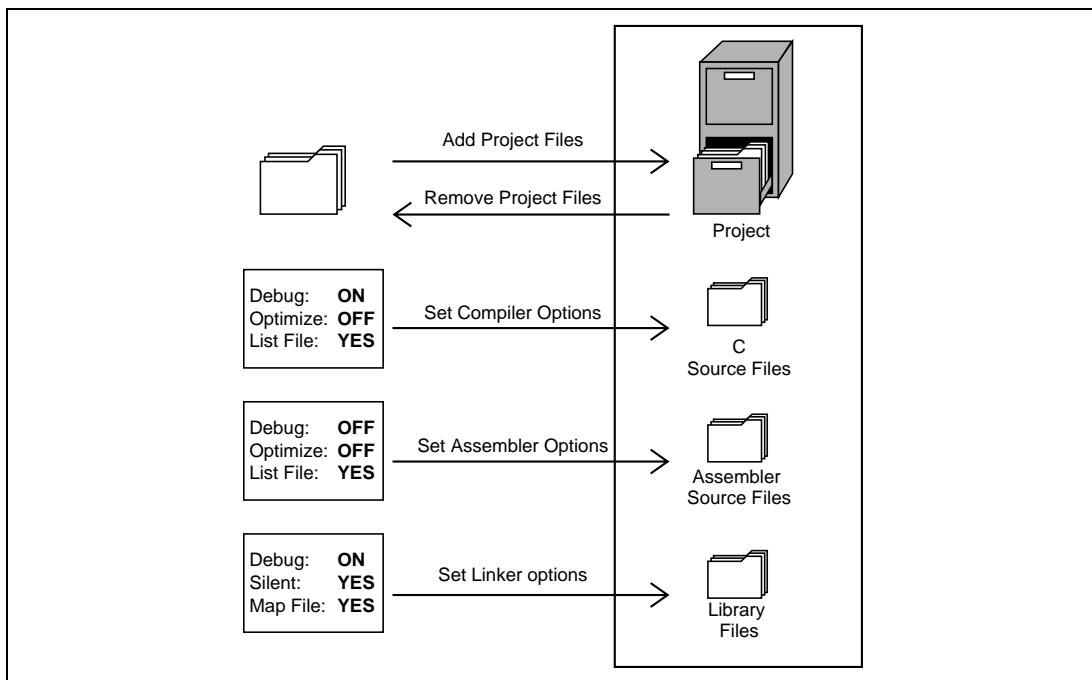 Add Project Files
Remove Project Files
Project
Debug: ON
Optimize: OFF
List File: YES
Set Compiler Options
C
Source Files
Debug: OFF
Optimize: OFF
List File: YES
Set Assembler Options
Assembler
Source Files
Debug: ON
Silent: YES
Map File: YES
Set Linker options
Library
Files